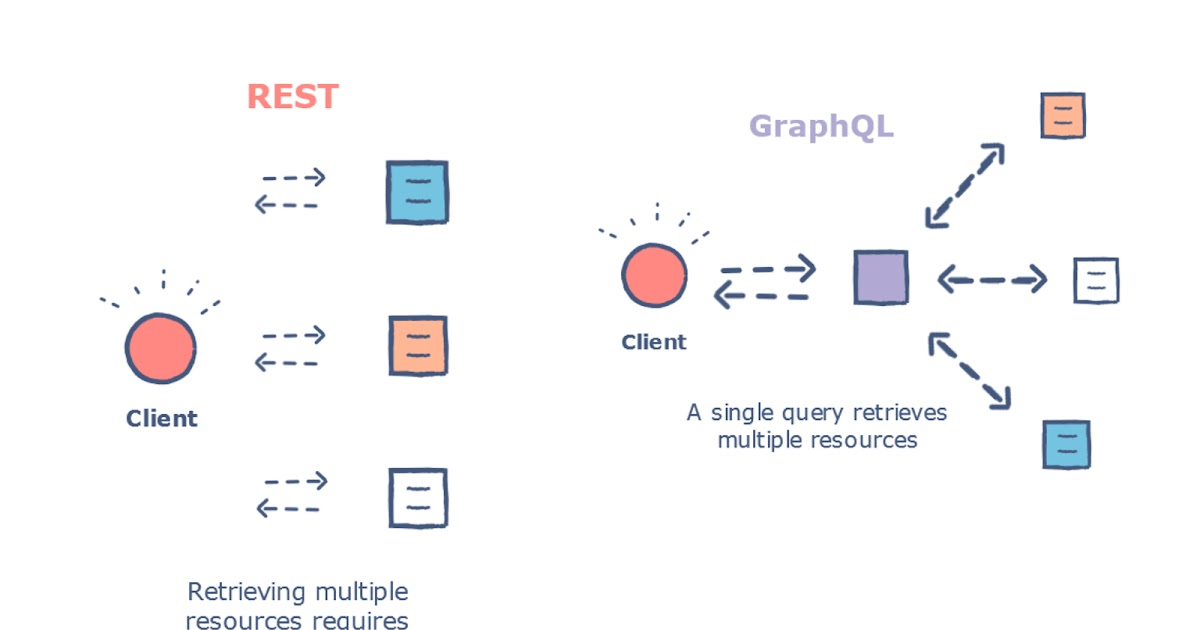 REST
Client
Retrieving multiple
resources requires
GraphQL
Client
A single query retrieves
multiple resources